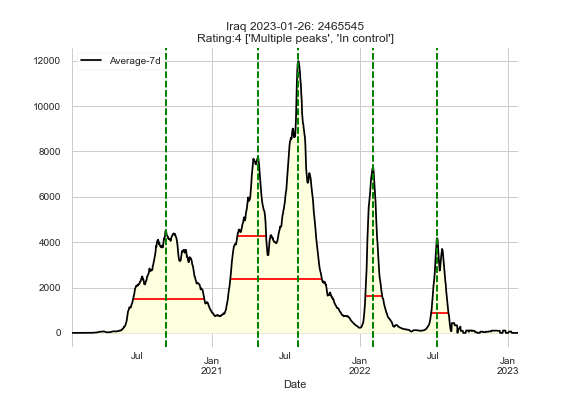 Iraq 2023-01-26: 2465545
Rating:4 ['Multiple peaks', 'In control']
Average-7d
12000
10000
8000
6000
4000
2000
0
Jul
Jan
2021
Jul
Jan
2022
Jul
Jan
2023
Date